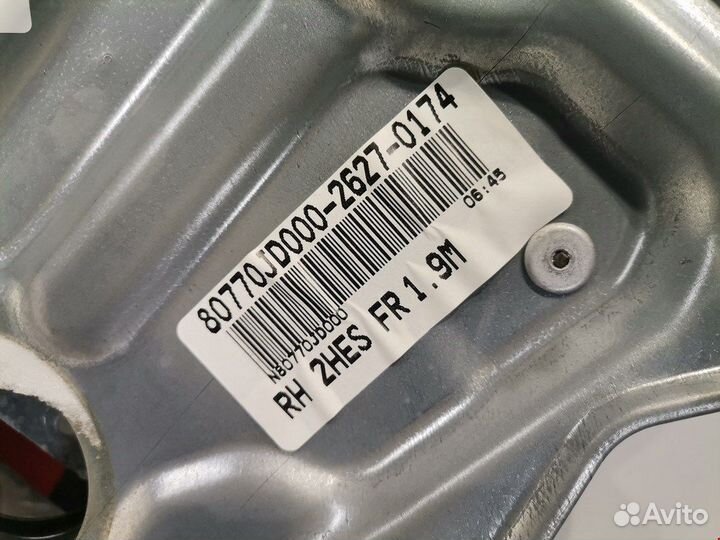 80770JD000-2627-0174
06:45
N80770JD000
RH 2HES FR 1.9M
Avito